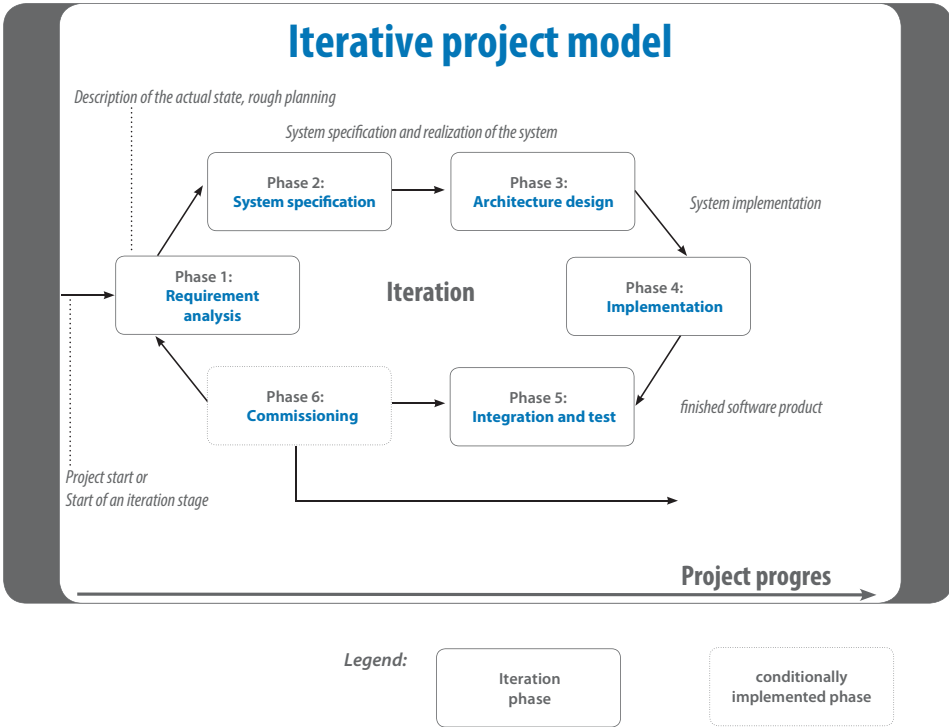 Iterative project model
Description of the actual state, rough planning
System specification and realization of the system
Phase 2:
System specification
Phase 3:
Architecture design
System implementation
Phase 1:
Requirement
analysis
Iteration
Phase 4:
Implementation
Phase 6:
Commissioning
Phase 5:
Integration and test
finished software product
Project start or
Start of an iteration stage
Project progres
Legend:
Iteration
phase
conditionally
implemented phase